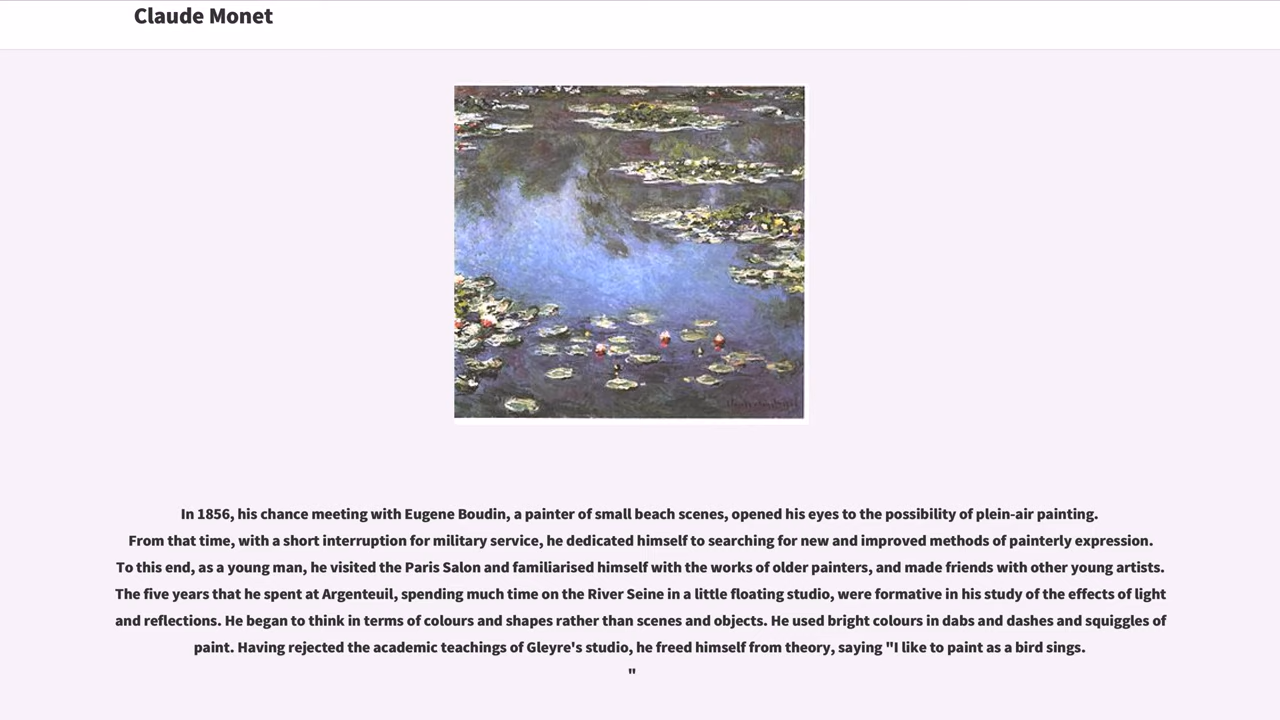 Claude Monet
In 1856, his chance meeting with Eugene Boudin, a painter of small beach scenes, opened his eyes to the possibility of plein-air painting.
From that time, with a short interruption for military service, he dedicated himself to searching for new and improved methods of painterly expression.
To this end, as a young man, he visited the Paris Salon and familiarised himself with the works of older painters, and made friends with other young artists.
The five years that he spent at Argenteuil, spending much time on the River Seine in a little floating studio, were formative in his study of the effects of light
and reflections. He began to think in terms of colours and shapes rather than scenes and objects. He used bright colours in dabs and dashes and squiggles of
paint. Having rejected the academic teachings of Gleyre's studio, he freed himself from theory, saying "I like to paint as a bird sings.
"